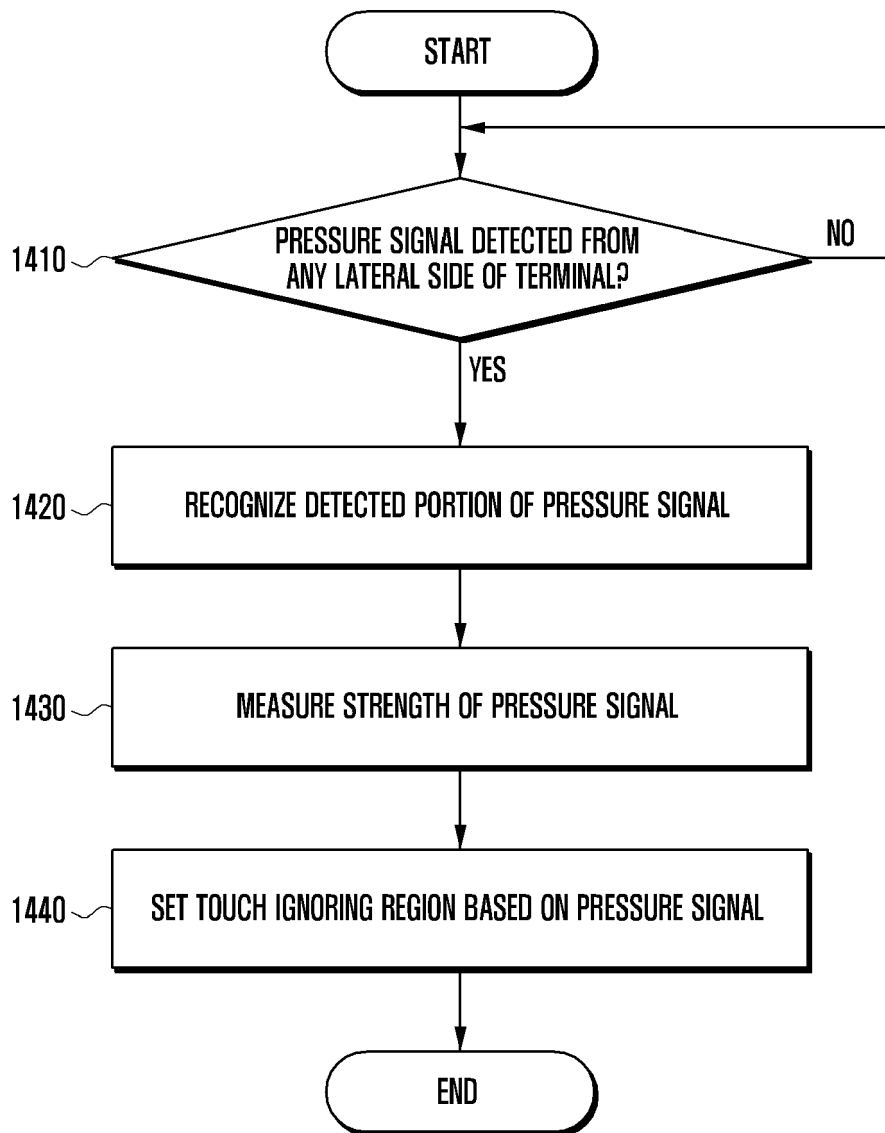 START
1410
PRESSURE SIGNAL DETECTED FROM
ANY LATERAL SIDE OF TERMINAL?
NO
YES
1420
RECOGNIZE DETECTED PORTION OF PRESSURE SIGNAL
1430
MEASURE STRENGTH OF PRESSURE SIGNAL
1440
SET TOUCH IGNORING REGION BASED ON PRESSURE SIGNAL
END